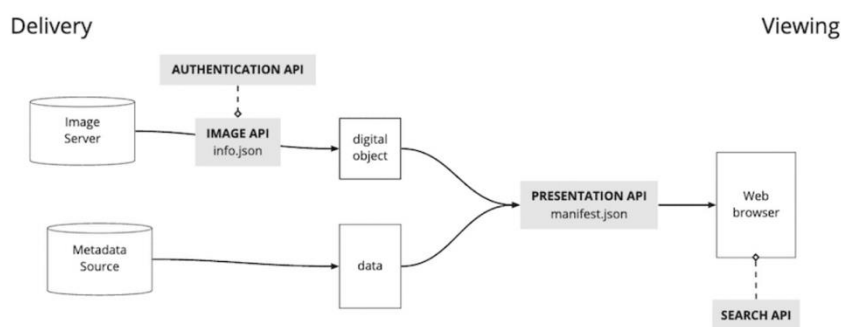 Delivery
Viewing
AUTHENTICATION API
Image
Server
IMAGE API
info.json
digital
object
PRESENTATION API
manifest.json
Web
browser
Metadata
Source
data
SEARCH API